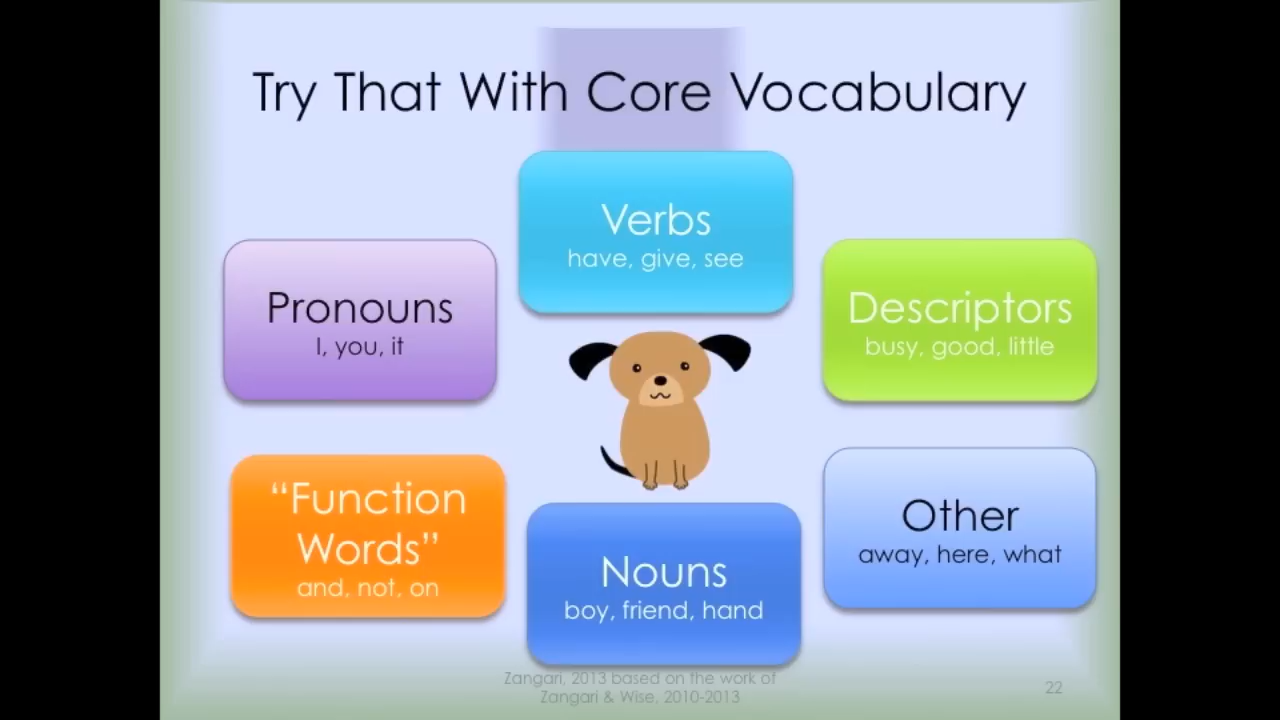 Try That With Core Vocabulary
Verbs
have, give, see
Pronouns
I, you, it
Descriptors
busy, good, little
“Function
Words”
and, not, on
Nouns
boy, friend, hand
Other
away, here, what
Zangari, 2013 based on the work of
Zangari & Wise, 2010-2013
22